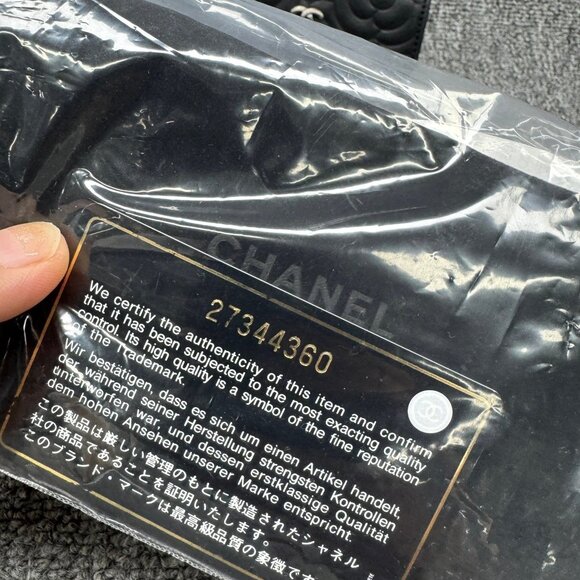 CHANEL
27344360
We certify the authenticity of this item and confirm
that it has been subjected to the most exacting quality
control. Its high quality is a symbol of the fine reputation
of the Trademark.
Wir bestätigen, dass es sich um einen Artikel handelt,
der während seiner Herstellung strengsten Kontrollen
unterworfen war, und dessen erstklassige Qualität
dem hohen Ansehen unserer Marke entspricht.
この製品は厳しい管理のもとに製造されたシャネル
社の商品であることを証明いたします。
このブランド・マークは最高級品質の象徴です